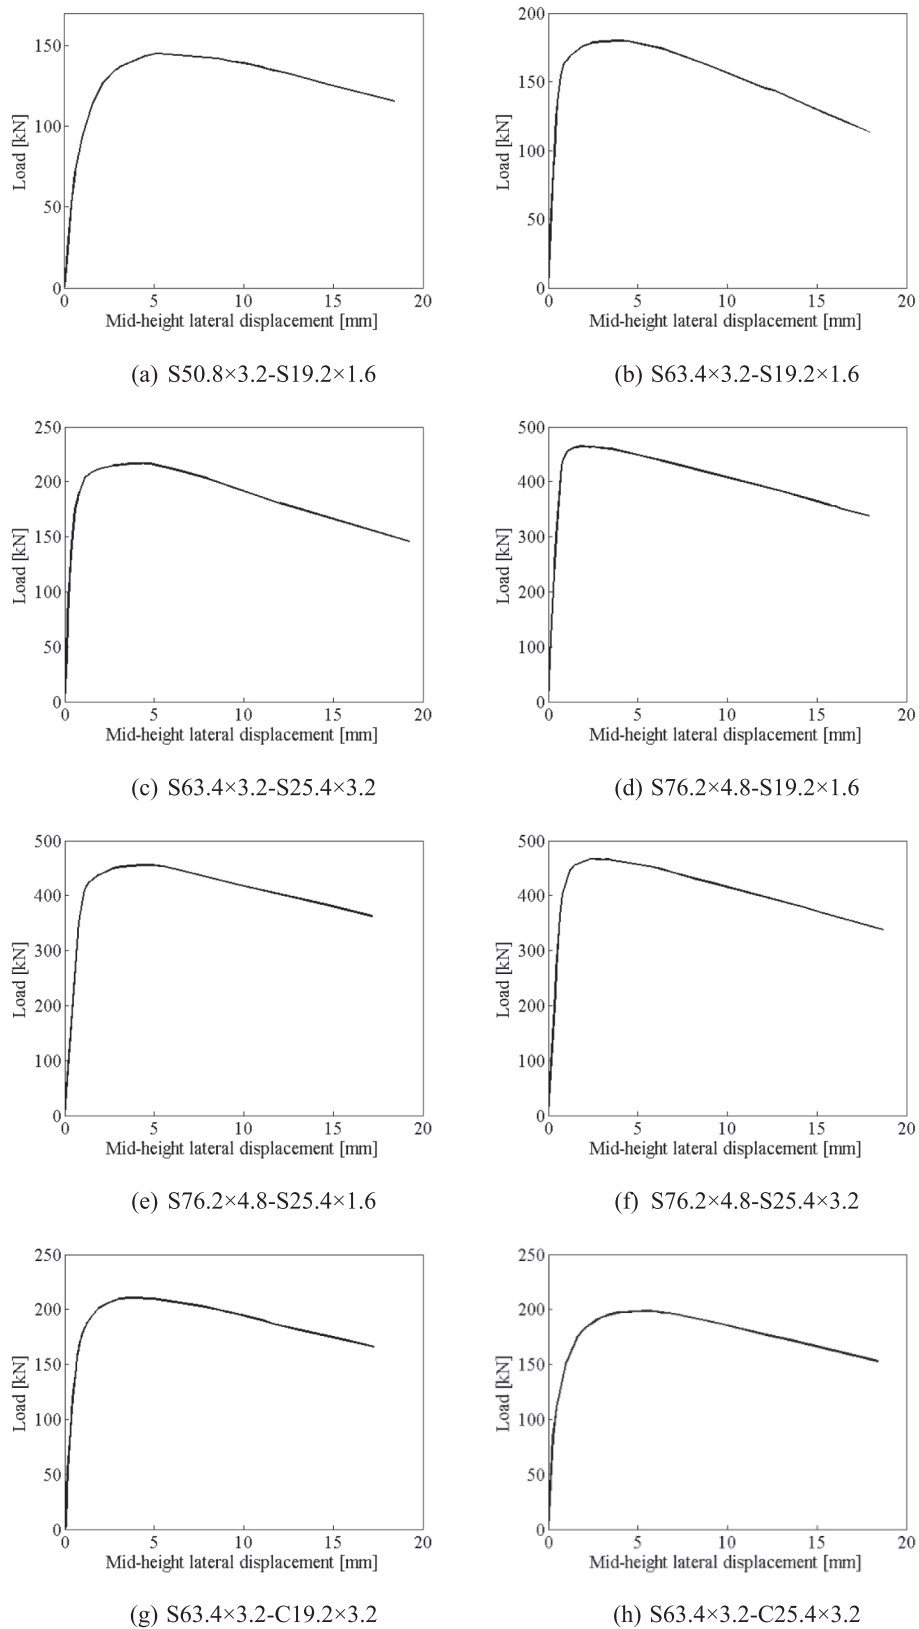 150
100
50
0
0 5 10 15 20
Load [kN]
Mid-height lateral displacement [mm]
(a) S50.8×3.2-S19.2×1.6
200
150
100
50
0
0 5 10 15 20
Load [kN]
Mid-height lateral displacement [mm]
(b) S63.4×3.2-S19.2×1.6
250
200
150
100
50
0
0 5 10 15 20
Load [kN]
Mid-height lateral displacement [mm]
(c) S63.4×3.2-S25.4×3.2
500
400
300
200
100
0
0 5 10 15 20
Load [kN]
Mid-height lateral displacement [mm]
(d) S76.2×4.8-S19.2×1.6
500
400
300
200
100
0
0 5 10 15 20
Load [kN]
Mid-height lateral displacement [mm]
(e) S76.2×4.8-S25.4×1.6
500
400
300
200
100
0
0 5 10 15 20
Load [kN]
Mid-height lateral displacement [mm]
(f) S76.2×4.8-S25.4×3.2
250
200
150
100
50
0
0 5 10 15 20
Load [kN]
Mid-height lateral displacement [mm]
(g) S63.4×3.2-C19.2×3.2
250
200
150
100
50
0
0 5 10 15 20
Load [kN]
Mid-height lateral displacement [mm]
(h) S63.4×3.2-C25.4×3.2